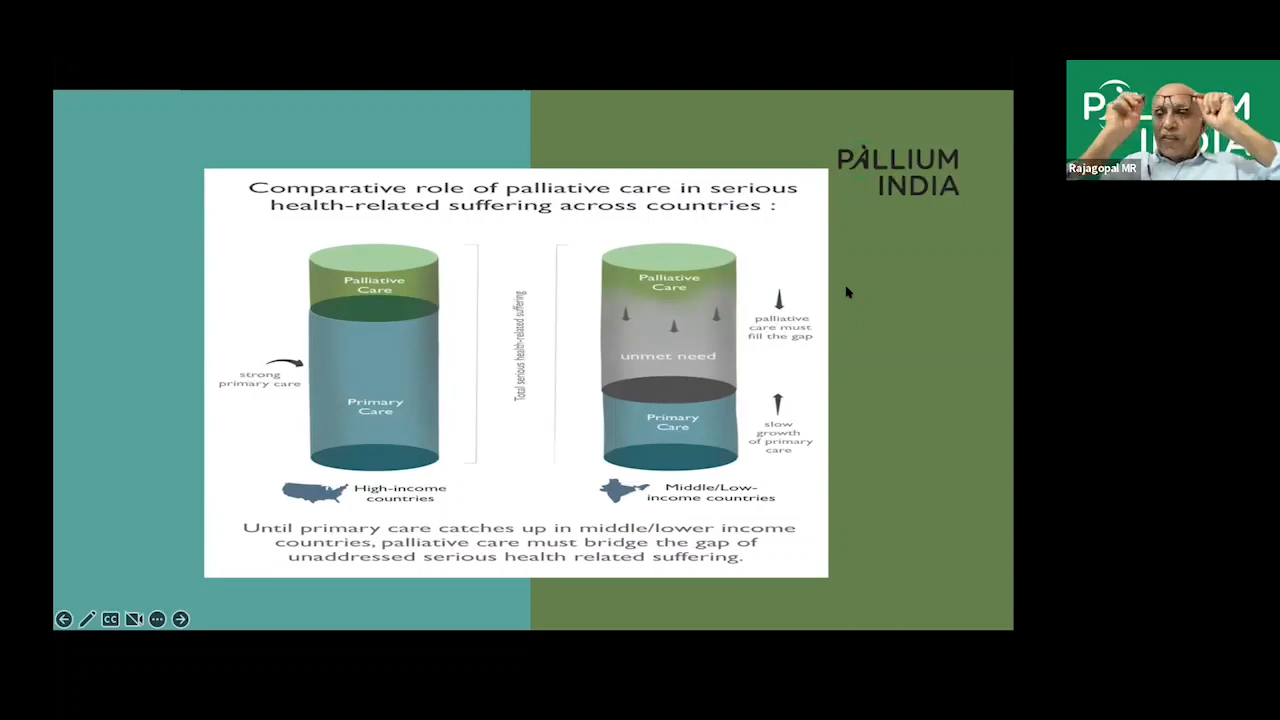 Comparative role of palliative care in serious
health-related suffering across countries :
PALLIUM
INDIA
Palliative
Care
strong
primary care
Primary
Care
High-income
countries
Total serious health-related suffering
Palliative
Care
unmet need
Primary
Care
palliative
care must
fill the gap
slow
growth
of primary
care
Middle/Low-
income countries
Until primary care catches up in middle/lower income
countries, palliative care must bridge the gap of
unaddressed serious health related suffering.
CC
Rajagopal MR